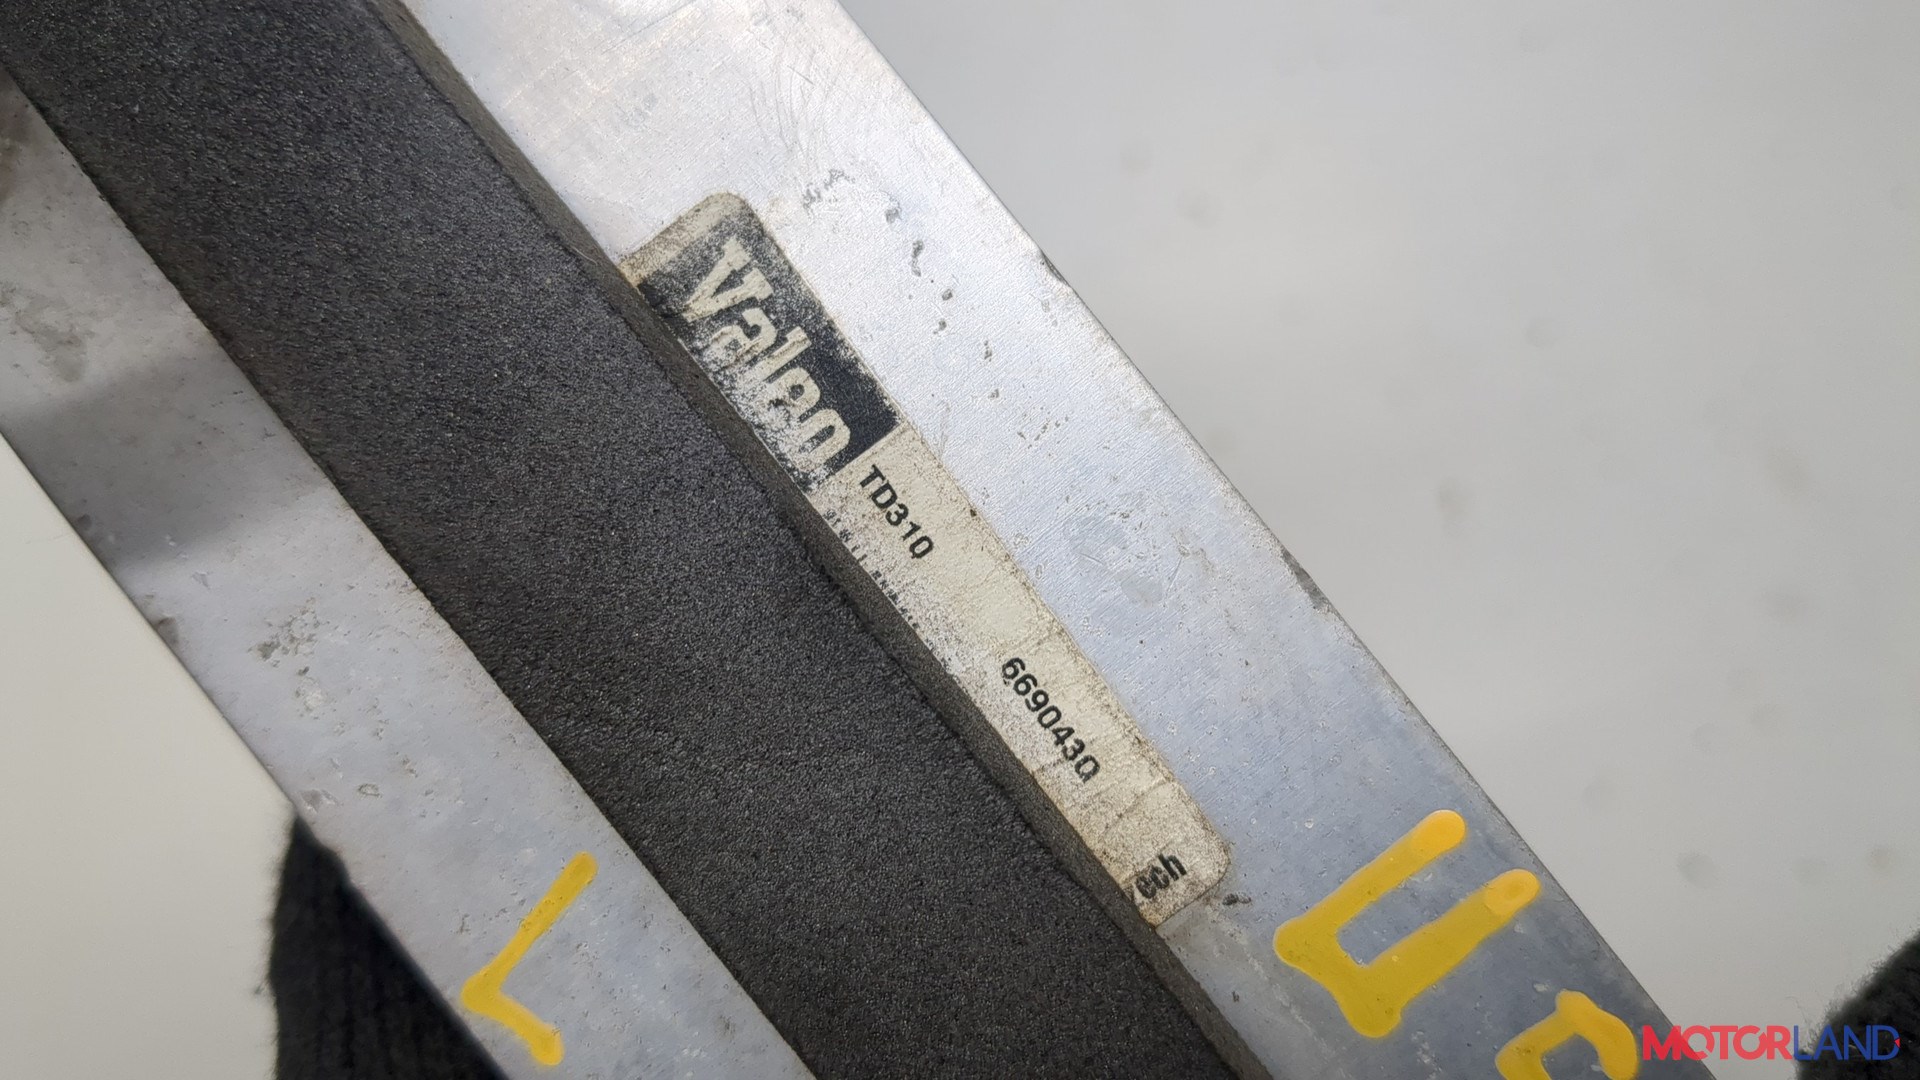 Valeo
TD310
6690430
ech
L
U
MOTORLAND